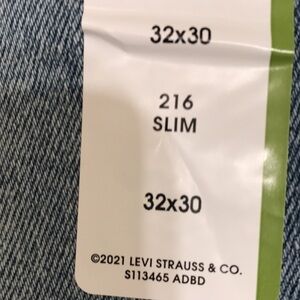 32x30
216
SLIM
32x30
©2021 LEVI STRAUSS & CO.
S113465 ADBD